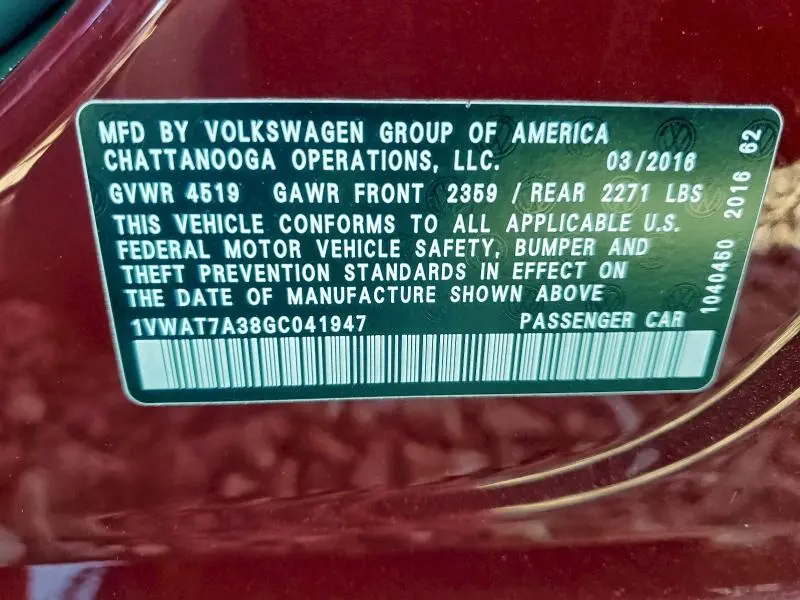 MFD BY VOLKSWAGEN GROUP OF AMERICA
CHATTANOOGA OPERATIONS, LLC. 03/2016
GVWR 4519 GAWR FRONT 2359 / REAR 2271 LBS
THIS VEHICLE CONFORMS TO ALL APPLICABLE U.S.
FEDERAL MOTOR VEHICLE SAFETY, BUMPER AND
THEFT PREVENTION STANDARDS IN EFFECT ON
THE DATE OF MANUFACTURE SHOWN ABOVE
1VWAT7A38GC041947 PASSENGER CAR
1040460 2016 62